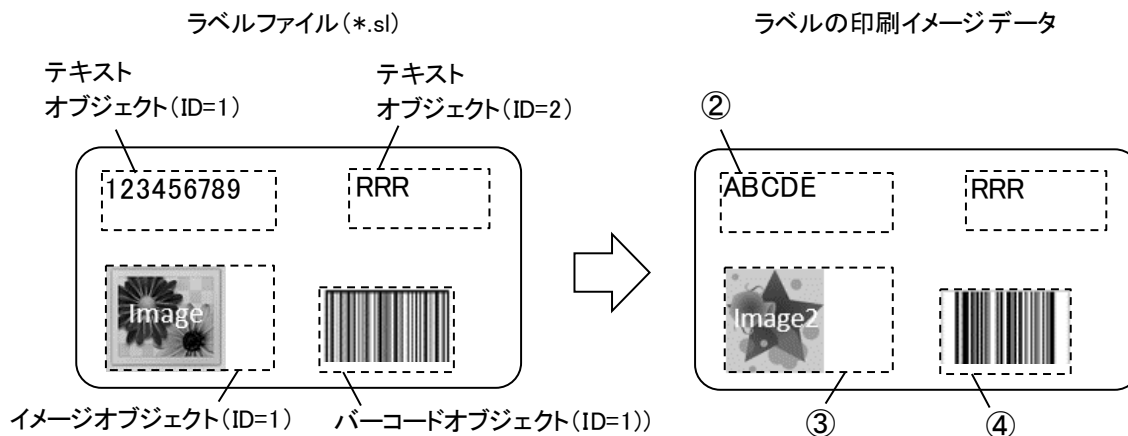 ラベルファイル(*.sl)
ラベルの印刷イメージデータ
テキスト
オブジェクト(ID=1)
テキスト
オブジェクト(ID=2)
②
123456789
RRR
ABCDE
RRR
Image
Image2
イメージオブジェクト(ID=1)
バーコードオブジェクト(ID=1))
③
④